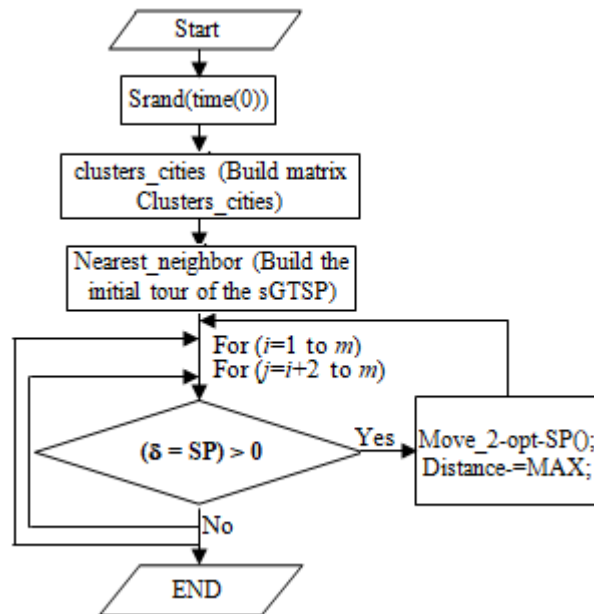 Start
Srand(time(0))
clusters_cities (Build matrix
Clusters_cities)
Nearest_neighbor (Build the
initial tour of the sGTSP)
For (i=1 to m)
For (j=i+2 to m)
(δ = SP) > 0
Yes
Move_2-opt-SP();
Distance-=MAX;
No
END